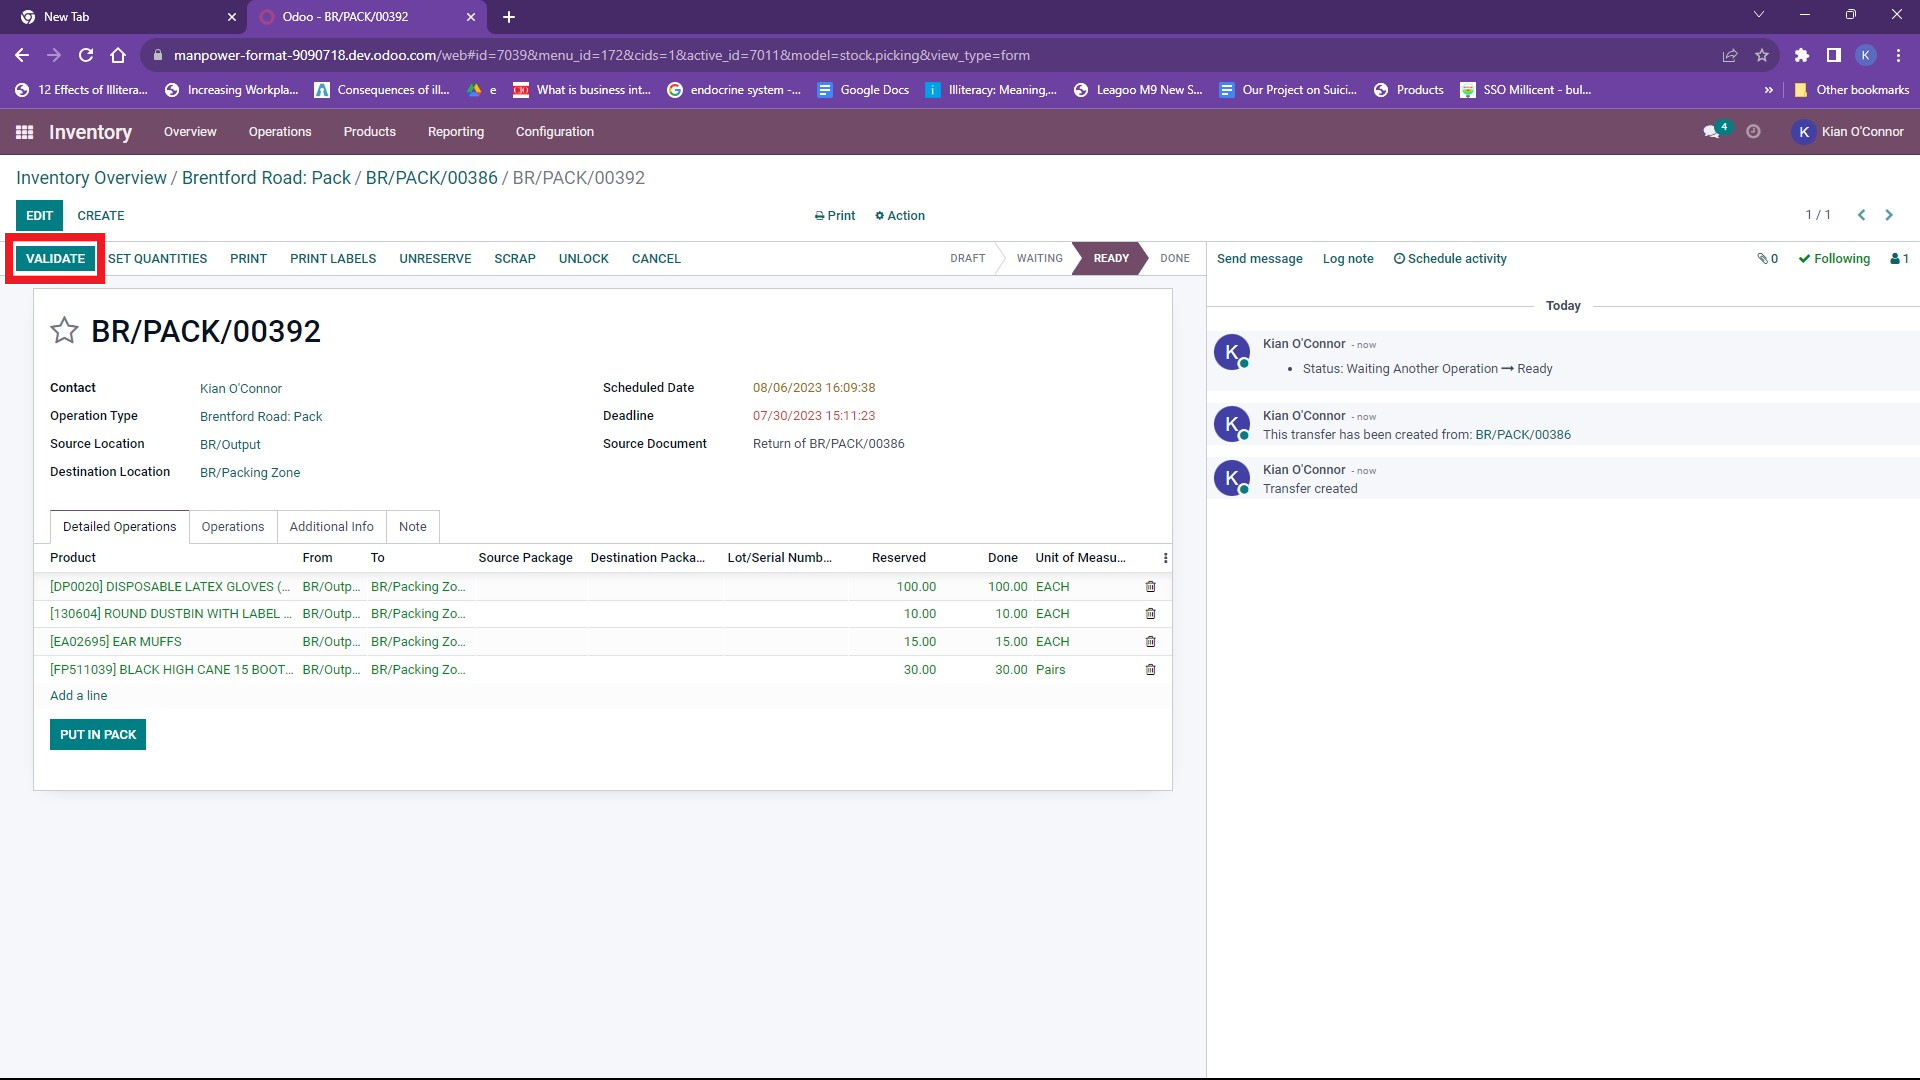 New Tab
Odoo - BR/PACK/00392
manpower-format-9090718.dev.odoo.com/web#id=7039&menu_id=172&cids=1&active_id=7011&model=stock.picking&view_type=form
K
12 Effects of Illitera...
Increasing Workpla...
Consequences of ill...
e
What is business int...
endocrine system -...
Google Docs
Illiteracy: Meaning,...
Leagoo M9 New S...
Our Project on Suici...
Products
SSO Millicent - bul...
»
Other bookmarks
Inventory
Overview
Operations
Products
Reporting
Configuration
4
K
Kian O'Connor
Inventory Overview / Brentford Road: Pack / BR/PACK/00386 / BR/PACK/00392
EDIT
CREATE
Print
Action
1 / 1
VALIDATE
SET QUANTITIES
PRINT
PRINT LABELS
UNRESERVE
SCRAP
UNLOCK
CANCEL
DRAFT
WAITING
READY
DONE
Send message
Log note
Schedule activity
0
Following
1
BR/PACK/00392
Contact
Kian O'Connor
Operation Type
Brentford Road: Pack
Source Location
BR/Output
Destination Location
BR/Packing Zone
Scheduled Date
08/06/2023 16:09:38
Deadline
07/30/2023 15:11:23
Source Document
Return of BR/PACK/00386
Detailed Operations
Operations
Additional Info
Note
Product From To Source Package Destination Packa... Lot/Serial Numb... Reserved Done Unit of Measu...
[DP0020] DISPOSABLE LATEX GLOVES (... BR/Outp... BR/Packing Zo... 100.00 100.00 EACH
[130604] ROUND DUSTBIN WITH LABEL ... BR/Outp... BR/Packing Zo... 10.00 10.00 EACH
[EA02695] EAR MUFFS BR/Outp... BR/Packing Zo... 15.00 15.00 EACH
[FP511039] BLACK HIGH CANE 15 BOOT... BR/Outp... BR/Packing Zo... 30.00 30.00 Pairs
Add a line
PUT IN PACK
Today
K
Kian O'Connor - now
• Status: Waiting Another Operation → Ready
K
Kian O'Connor - now
This transfer has been created from: BR/PACK/00386
K
Kian O'Connor - now
Transfer created